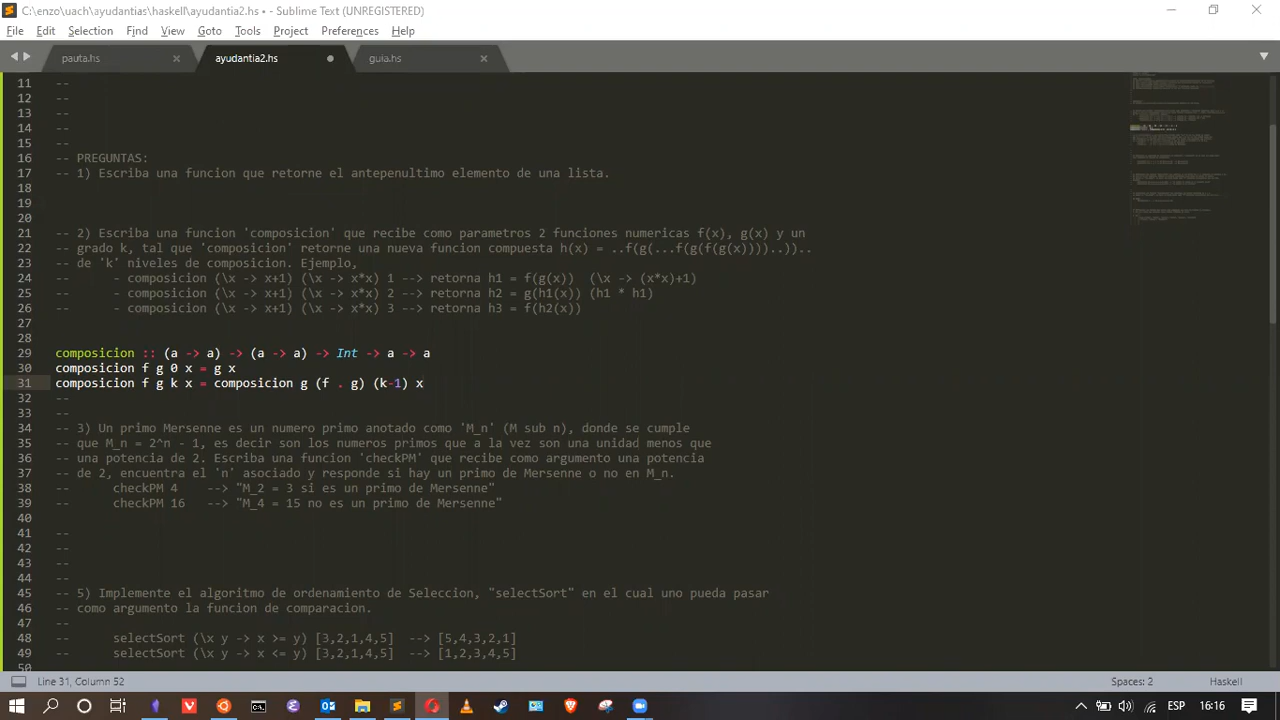 C:\enzo\uach\ayudantias\haskell\ayudantia2.hs • - Sublime Text (UNREGISTERED)
File Edit Selection Find View Goto Tools Project Preferences Help
pauta.hs ayudantia2.hs guia.hs
11 --
12 --
13 --
14 --
15 --
16 -- PREGUNTAS:
17 -- 1) Escriba una funcion que retorne el antepenultimo elemento de una lista.
18 --
19 --
20 --
21 -- 2) Escriba una funcion 'composicion' que recibe como parametros 2 funciones numericas f(x), g(x) y un
22 -- grado k, tal que 'composicion' retorne una nueva funcion compuesta h(x) = ..f(g(...f(g(f(g(x))))..))..
23 -- de 'k' niveles de composicion. Ejemplo,
24 -- - composicion (\x -> x+1) (\x -> x*x) 1 --> retorna h1 = f(g(x)) (\x -> (x*x)+1)
25 -- - composicion (\x -> x+1) (\x -> x*x) 2 --> retorna h2 = g(h1(x)) (h1 * h1)
26 -- - composicion (\x -> x+1) (\x -> x*x) 3 --> retorna h3 = f(h2(x))
27 --
28
29 composicion :: (a -> a) -> (a -> a) -> Int -> a -> a
30 composicion f g 0 x = g x
31 composicion f g k x = composicion g (f . g) (k-1) x
32 --
33 --
34 -- 3) Un primo Mersenne es un numero primo anotado como 'M_n' (M sub n), donde se cumple
35 -- que M_n = 2^n - 1, es decir son los numeros primos que a la vez son una unidad menos que
36 -- una potencia de 2. Escriba una funcion 'checkPM' que recibe como argumento una potencia
37 -- de 2, encuentra el 'n' asociado y responde si hay un primo de Mersenne o no en M_n.
38 -- checkPM 4 --> "M_2 = 3 si es un primo de Mersenne"
39 -- checkPM 16 --> "M_4 = 15 no es un primo de Mersenne"
40
41 --
42 --
43 --
44 --
45 -- 5) Implemente el algoritmo de ordenamiento de Seleccion, "selectSort" en el cual uno pueda pasar
46 -- como argumento la funcion de comparacion.
47 --
48 -- selectSort (\x y -> x >= y) [3,2,1,4,5] --> [5,4,3,2,1]
49 -- selectSort (\x y -> x <= y) [3,2,1,4,5] --> [1,2,3,4,5]
50
Line 31, Column 52 Spaces: 2 Haskell
ESP 16:16